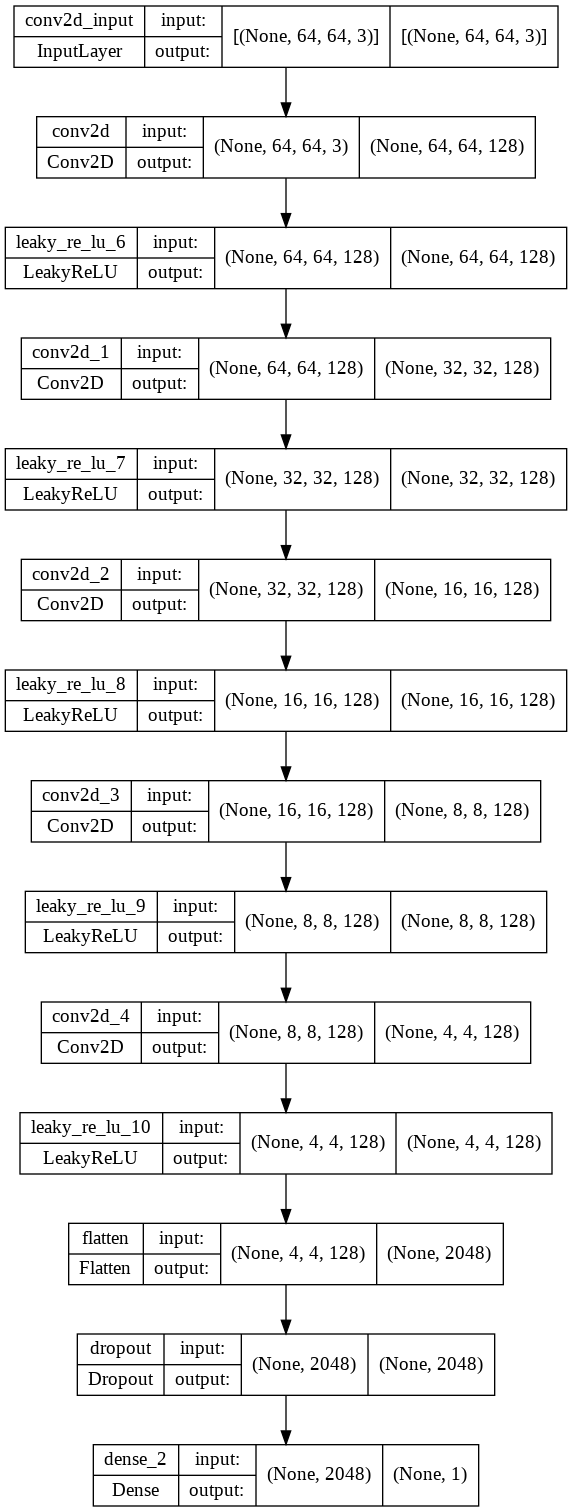 conv2d_input input: [(None, 64, 64, 3)] [(None, 64, 64, 3)]
InputLayer output:
conv2d input: (None, 64, 64, 3) (None, 64, 64, 128)
Conv2D output:
leaky_re_lu_6 input: (None, 64, 64, 128) (None, 64, 64, 128)
LeakyReLU output:
conv2d_1 input: (None, 64, 64, 128) (None, 32, 32, 128)
Conv2D output:
leaky_re_lu_7 input: (None, 32, 32, 128) (None, 32, 32, 128)
LeakyReLU output:
conv2d_2 input: (None, 32, 32, 128) (None, 16, 16, 128)
Conv2D output:
leaky_re_lu_8 input: (None, 16, 16, 128) (None, 16, 16, 128)
LeakyReLU output:
conv2d_3 input: (None, 16, 16, 128) (None, 8, 8, 128)
Conv2D output:
leaky_re_lu_9 input: (None, 8, 8, 128) (None, 8, 8, 128)
LeakyReLU output:
conv2d_4 input: (None, 8, 8, 128) (None, 4, 4, 128)
Conv2D output:
leaky_re_lu_10 input: (None, 4, 4, 128) (None, 4, 4, 128)
LeakyReLU output:
flatten input: (None, 4, 4, 128) (None, 2048)
Flatten output:
dropout input: (None, 2048) (None, 2048)
Dropout output:
dense_2 input: (None, 2048) (None, 1)
Dense output: